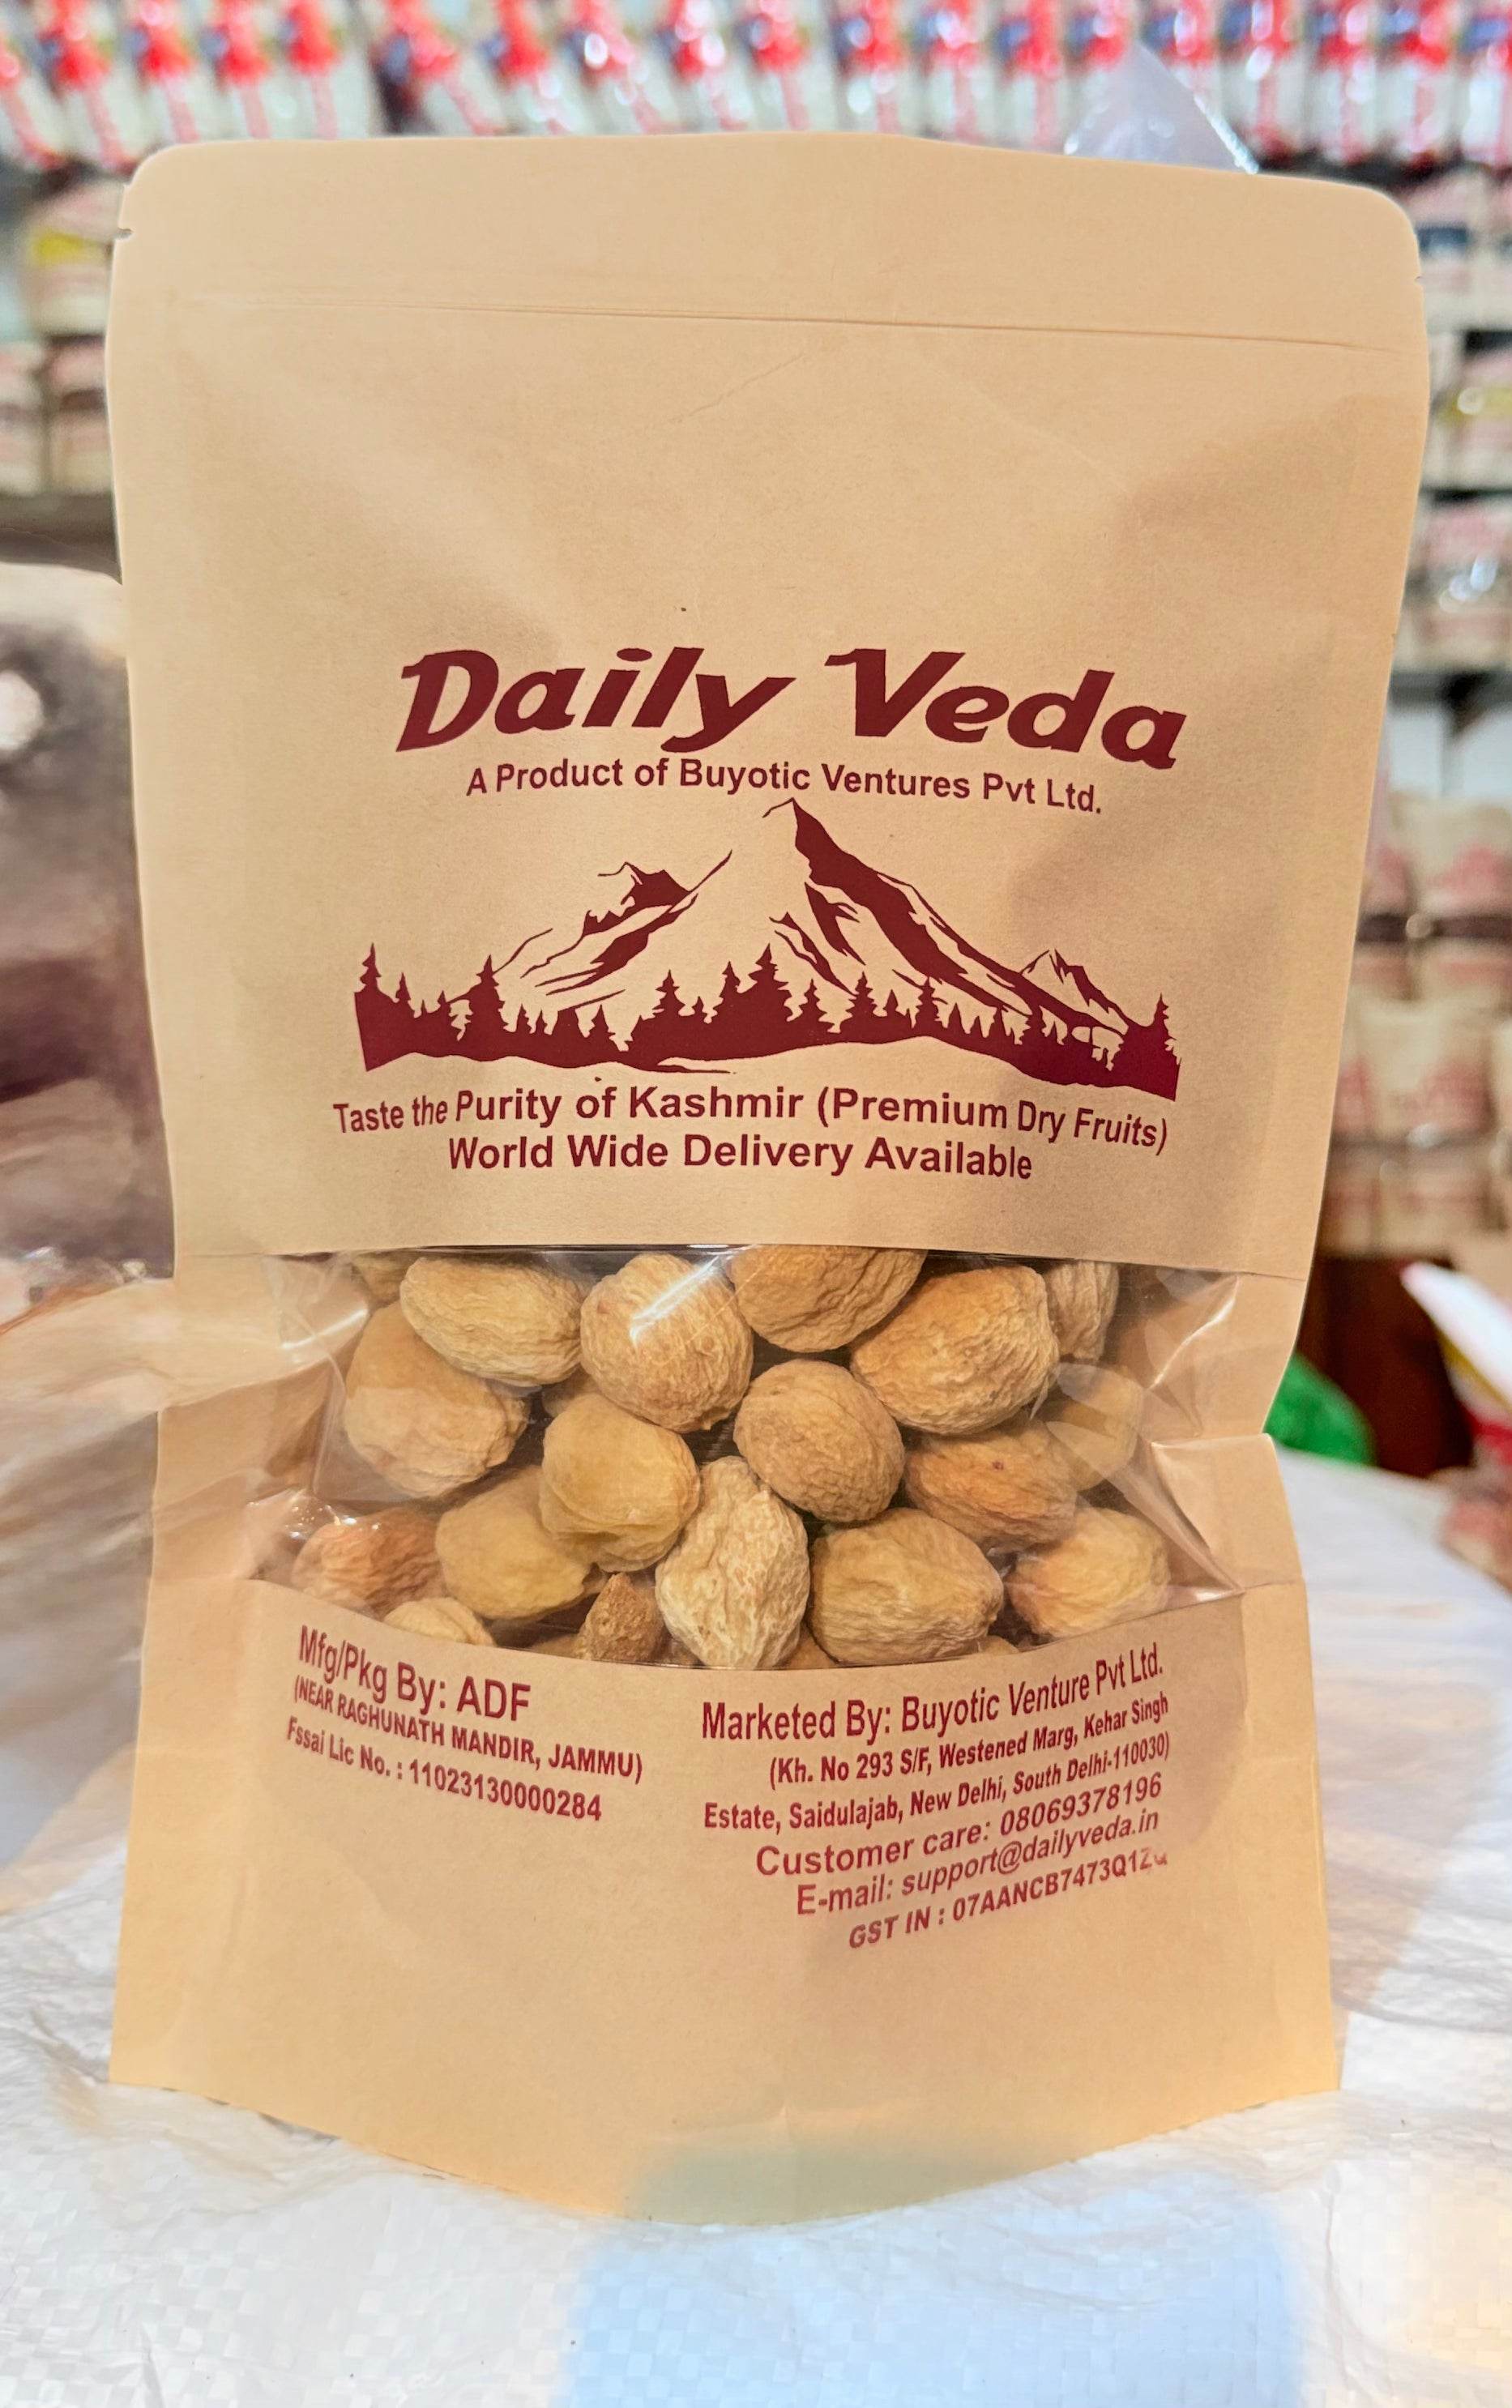 Daily Veda
A Product of Buyotic Ventures Pvt Ltd.
Taste the Purity of Kashmir (Premium Dry Fruits)
World Wide Delivery Available
Mfg/Pkg By: ADF
(NEAR RAGHUNATH MANDIR, JAMMU)
Fssai Lic No. : 11023130000284
Marketed By: Buyotic Venture Pvt Ltd.
(Kh. No 293 S/F, Westened Marg, Kehar Singh
Estate, Saidulajab, New Delhi, South Delhi-110030)
Customer care: 08069378196
E-mail: support@dailyveda.in
GST IN :